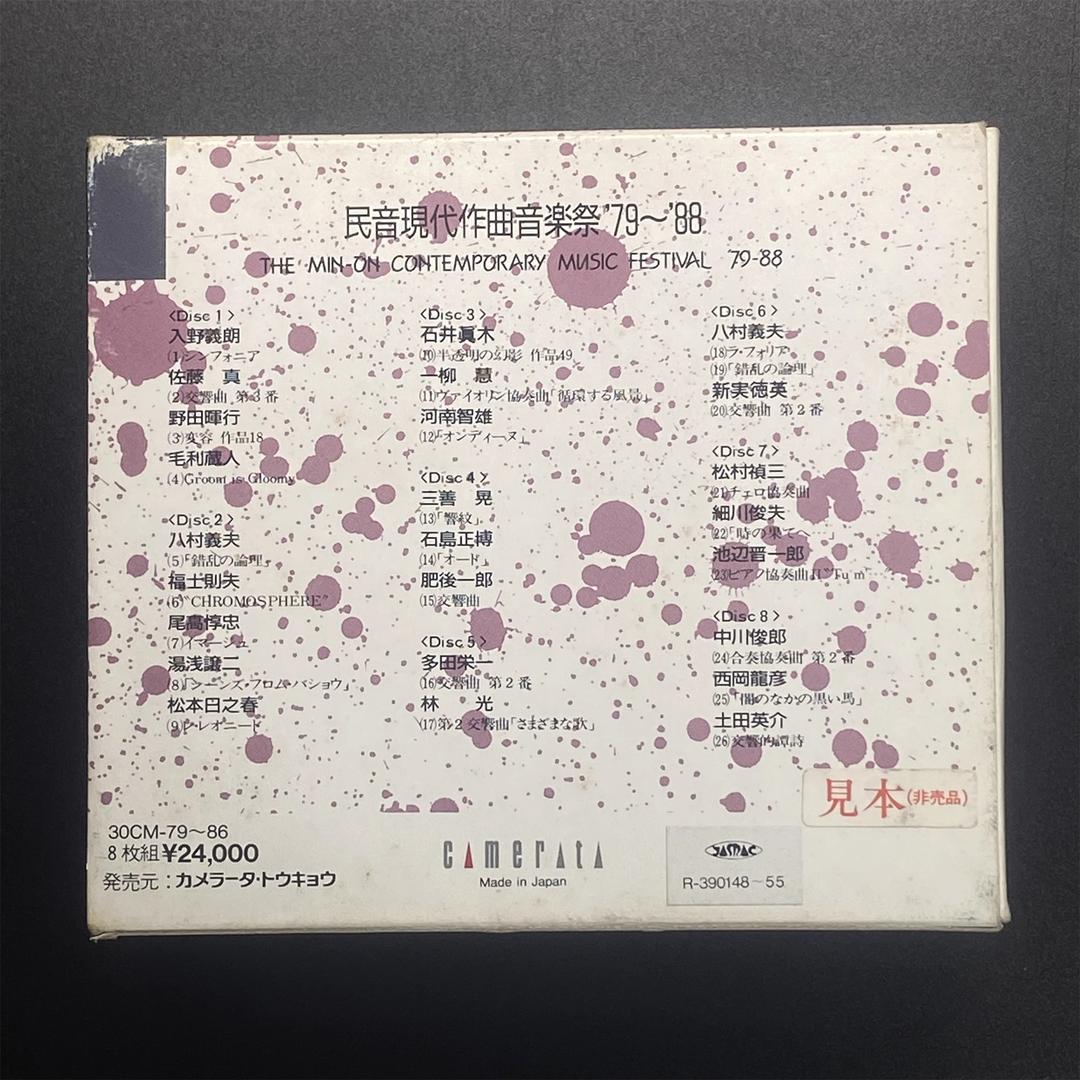 民音現代作曲音楽祭'79〜'88
THE MIN-ON CONTEMPORARY MUSIC FESTIVAL '79-'88
〈Disc 1〉
入野義朗
(1)シンフォニア
佐藤 真
(2)交響曲 第3番
野田暉行
(3)変容 作品18
毛利蔵人
(4)Groom is Gloomy
〈Disc 2〉
八村義夫
(5)「錯乱の論理」
福士則夫
(6)"CHROMOSPHERE"
尾高惇忠
(7)イマージュ
湯浅譲二
(8)「シーンズ・フロム・バショウ」
松本日之春
(9)レオニード
〈Disc 3〉
石井眞木
(10)半透明の幻影 作品49
一柳 慧
(11)ヴァイオリン協奏曲「循環する風景」
河南智雄
(12)「オンディーヌ」
〈Disc 4〉
三善 晃
(13)「響紋」
石島正博
(14)「オード」
肥後一郎
(15)交響曲
〈Disc 5〉
多田栄一
(16)交響曲 第2番
林 光
(17)第2交響曲「さまざまな歌」
〈Disc 6〉
八村義夫
(18)ラ・フォリア
(19)「錯乱の論理」
新実徳英
(20)交響曲 第2番
〈Disc 7〉
松村禎三
(21)チェロ協奏曲
細川俊夫
(22)「時の果てへ…」
池辺晋一郎
(23)ピアノ協奏曲II"Tu m'
〈Disc 8〉
中川俊郎
(24)合奏協奏曲 第2番
西岡龍彦
(25)「闇のなかの黒い馬」
土田英介
(26)交響的譚詩
見本(非売品)
30CM-79〜86
8枚組¥24,000
発売元：カメラータ・トウキョウ
camerata
Made in Japan
JASRAC
R-390148〜55